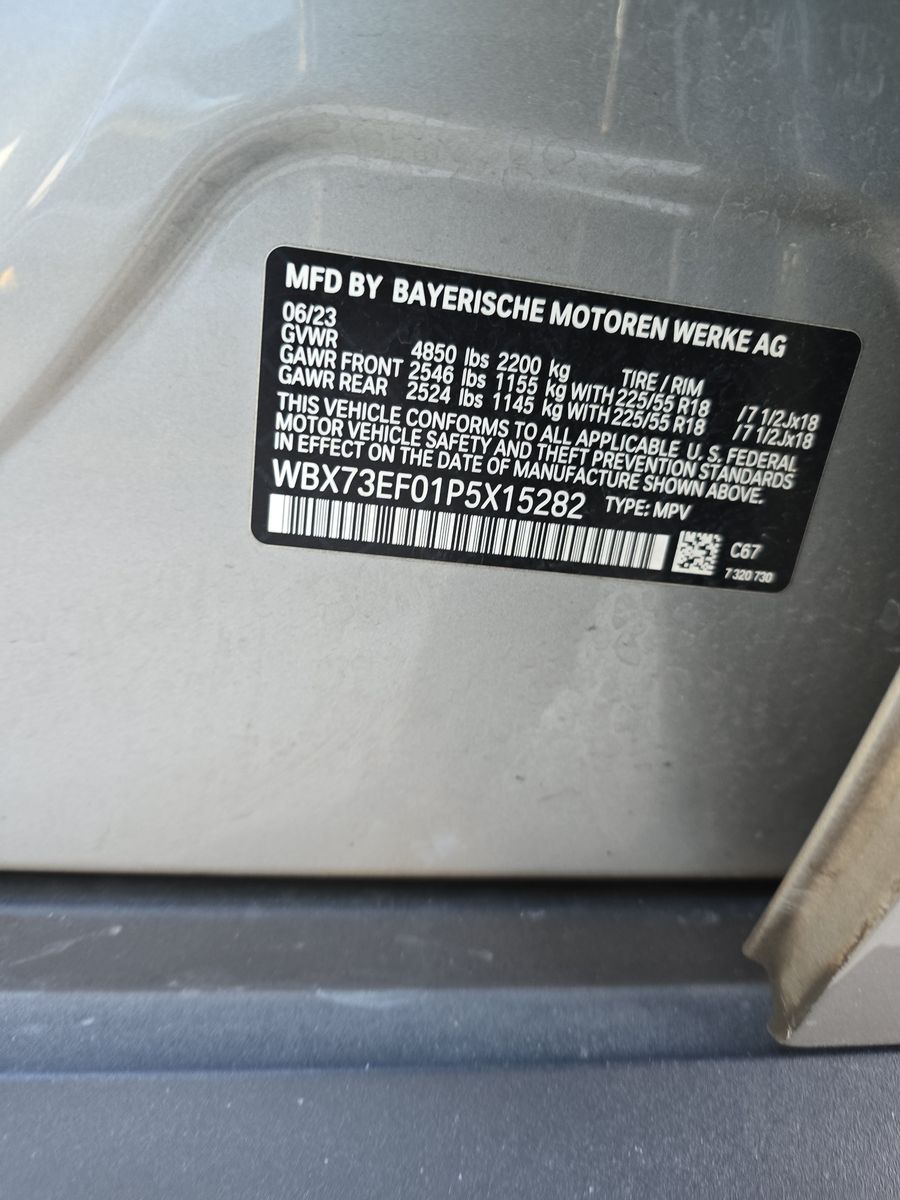 MFD BY BAYERISCHE MOTOREN WERKE AG
06/23
GVWR 4850 lbs 2200 kg TIRE / RIM
GAWR FRONT 2546 lbs 1155 kg WITH 225/55 R18 /7 1/2Jx18
GAWR REAR 2524 lbs 1145 kg WITH 225/55 R18 /7 1/2Jx18
THIS VEHICLE CONFORMS TO ALL APPLICABLE U. S. FEDERAL
MOTOR VEHICLE SAFETY AND THEFT PREVENTION STANDARDS
IN EFFECT ON THE DATE OF MANUFACTURE SHOWN ABOVE.
WBX73EF01P5X15282 TYPE: MPV
C67
7 320 730